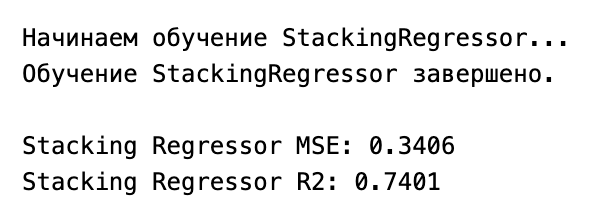 Начинаем обучение StackingRegressor...
Обучение StackingRegressor завершено.
Stacking Regressor MSE: 0.3406
Stacking Regressor R2: 0.7401